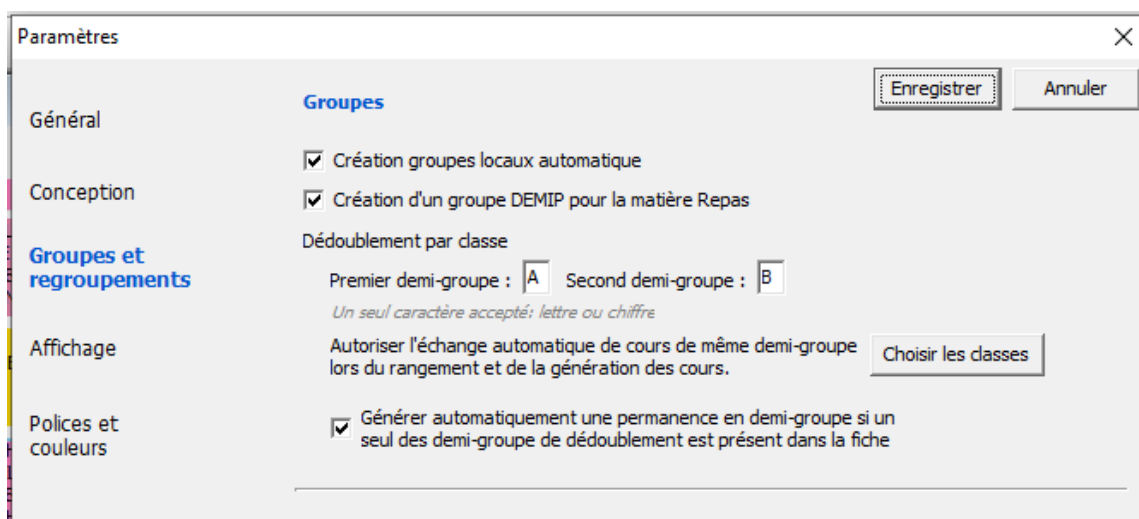 Paramètres
Enregistrer
Annuler
Général
Conception
Groupes et
regroupements
Affichage
Polices et
couleurs
Groupes
Création groupes locaux automatique
Création d'un groupe DEMIP pour la matière Repas
Dédoublement par classe
Premier demi-groupe : A Second demi-groupe : B
Un seul caractère accepté: lettre ou chiffre
Autoriser l'échange automatique de cours de même demi-groupe
lors du rangement et de la génération des cours.
Choisir les classes
Générer automatiquement une permanence en demi-groupe si un
seul des demi-groupe de dédoublement est présent dans la fiche